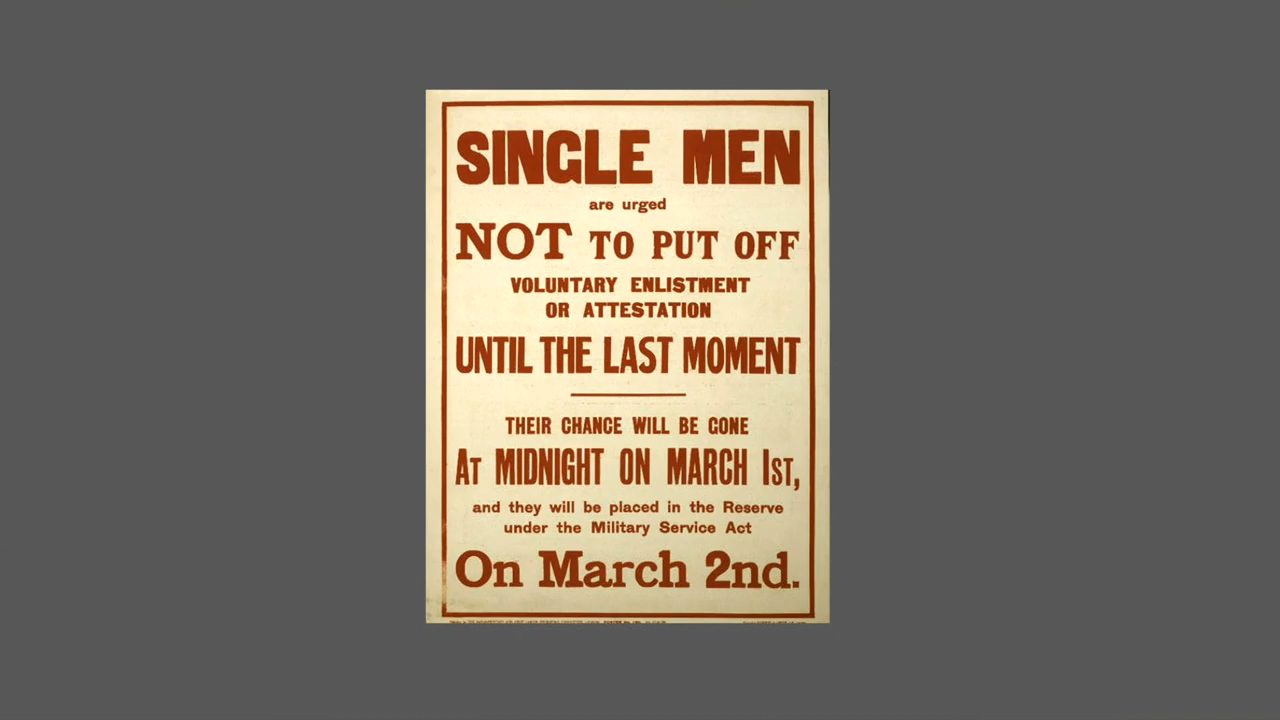 SINGLE MEN
are urged
NOT TO PUT OFF
VOLUNTARY ENLISTMENT
OR ATTESTATION
UNTIL THE LAST MOMENT
THEIR CHANCE WILL BE GONE
AT MIDNIGHT ON MARCH 1ST,
and they will be placed in the Reserve
under the Military Service Act
On March 2nd.